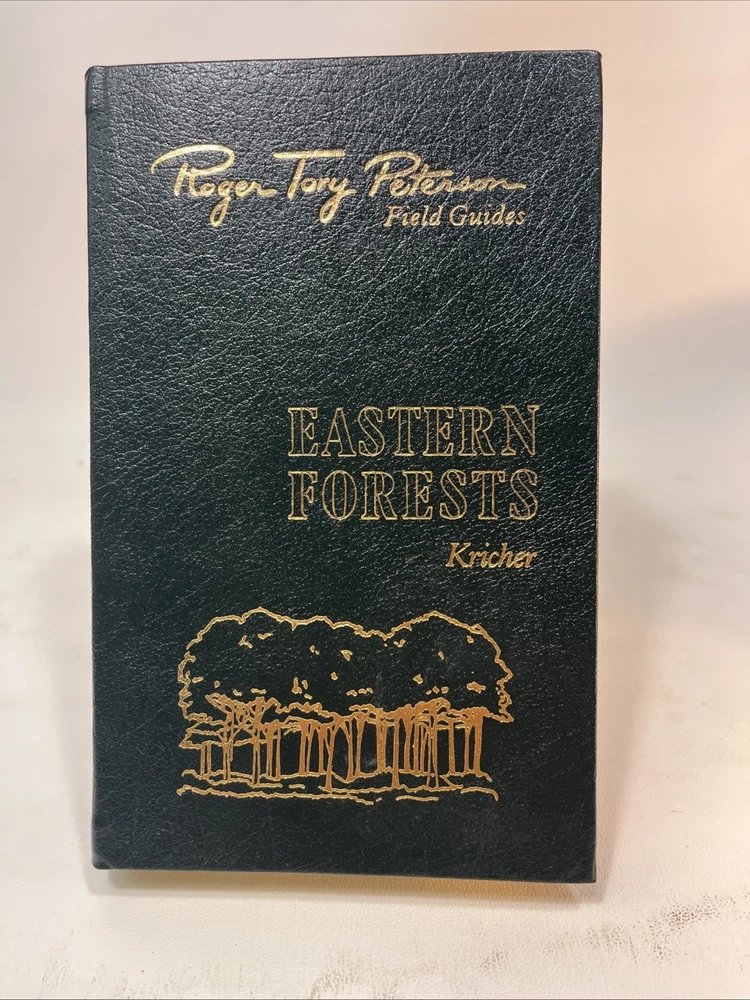 Roger Tory Peterson
Field Guides
EASTERN
FORESTS
Kricher